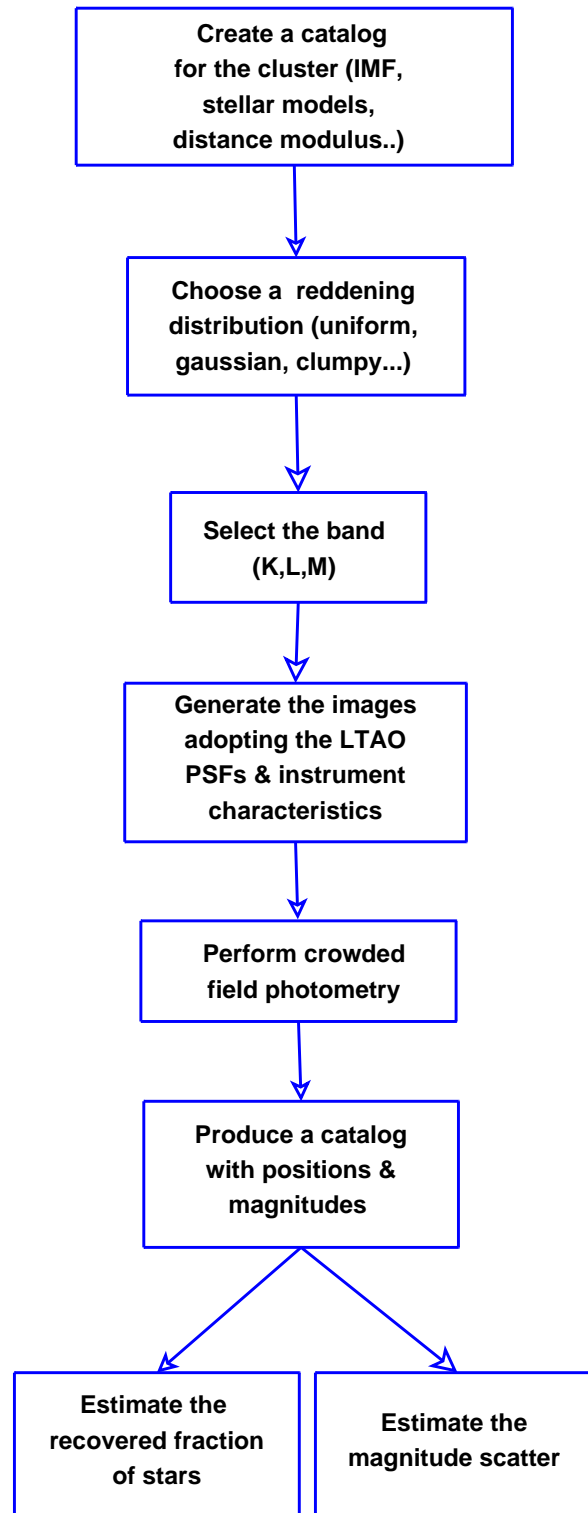 Create a catalog
for the cluster (IMF,
stellar models,
distance modulus..)
Choose a reddening
distribution (uniform,
gaussian, clumpy...)
Select the band
(K,L,M)
Generate the images
adopting the LTAO
PSFs & instrument
characteristics
Perform crowded
field photometry
Produce a catalog
with positions &
magnitudes
Estimate the
recovered fraction
of stars
Estimate the
magnitude scatter